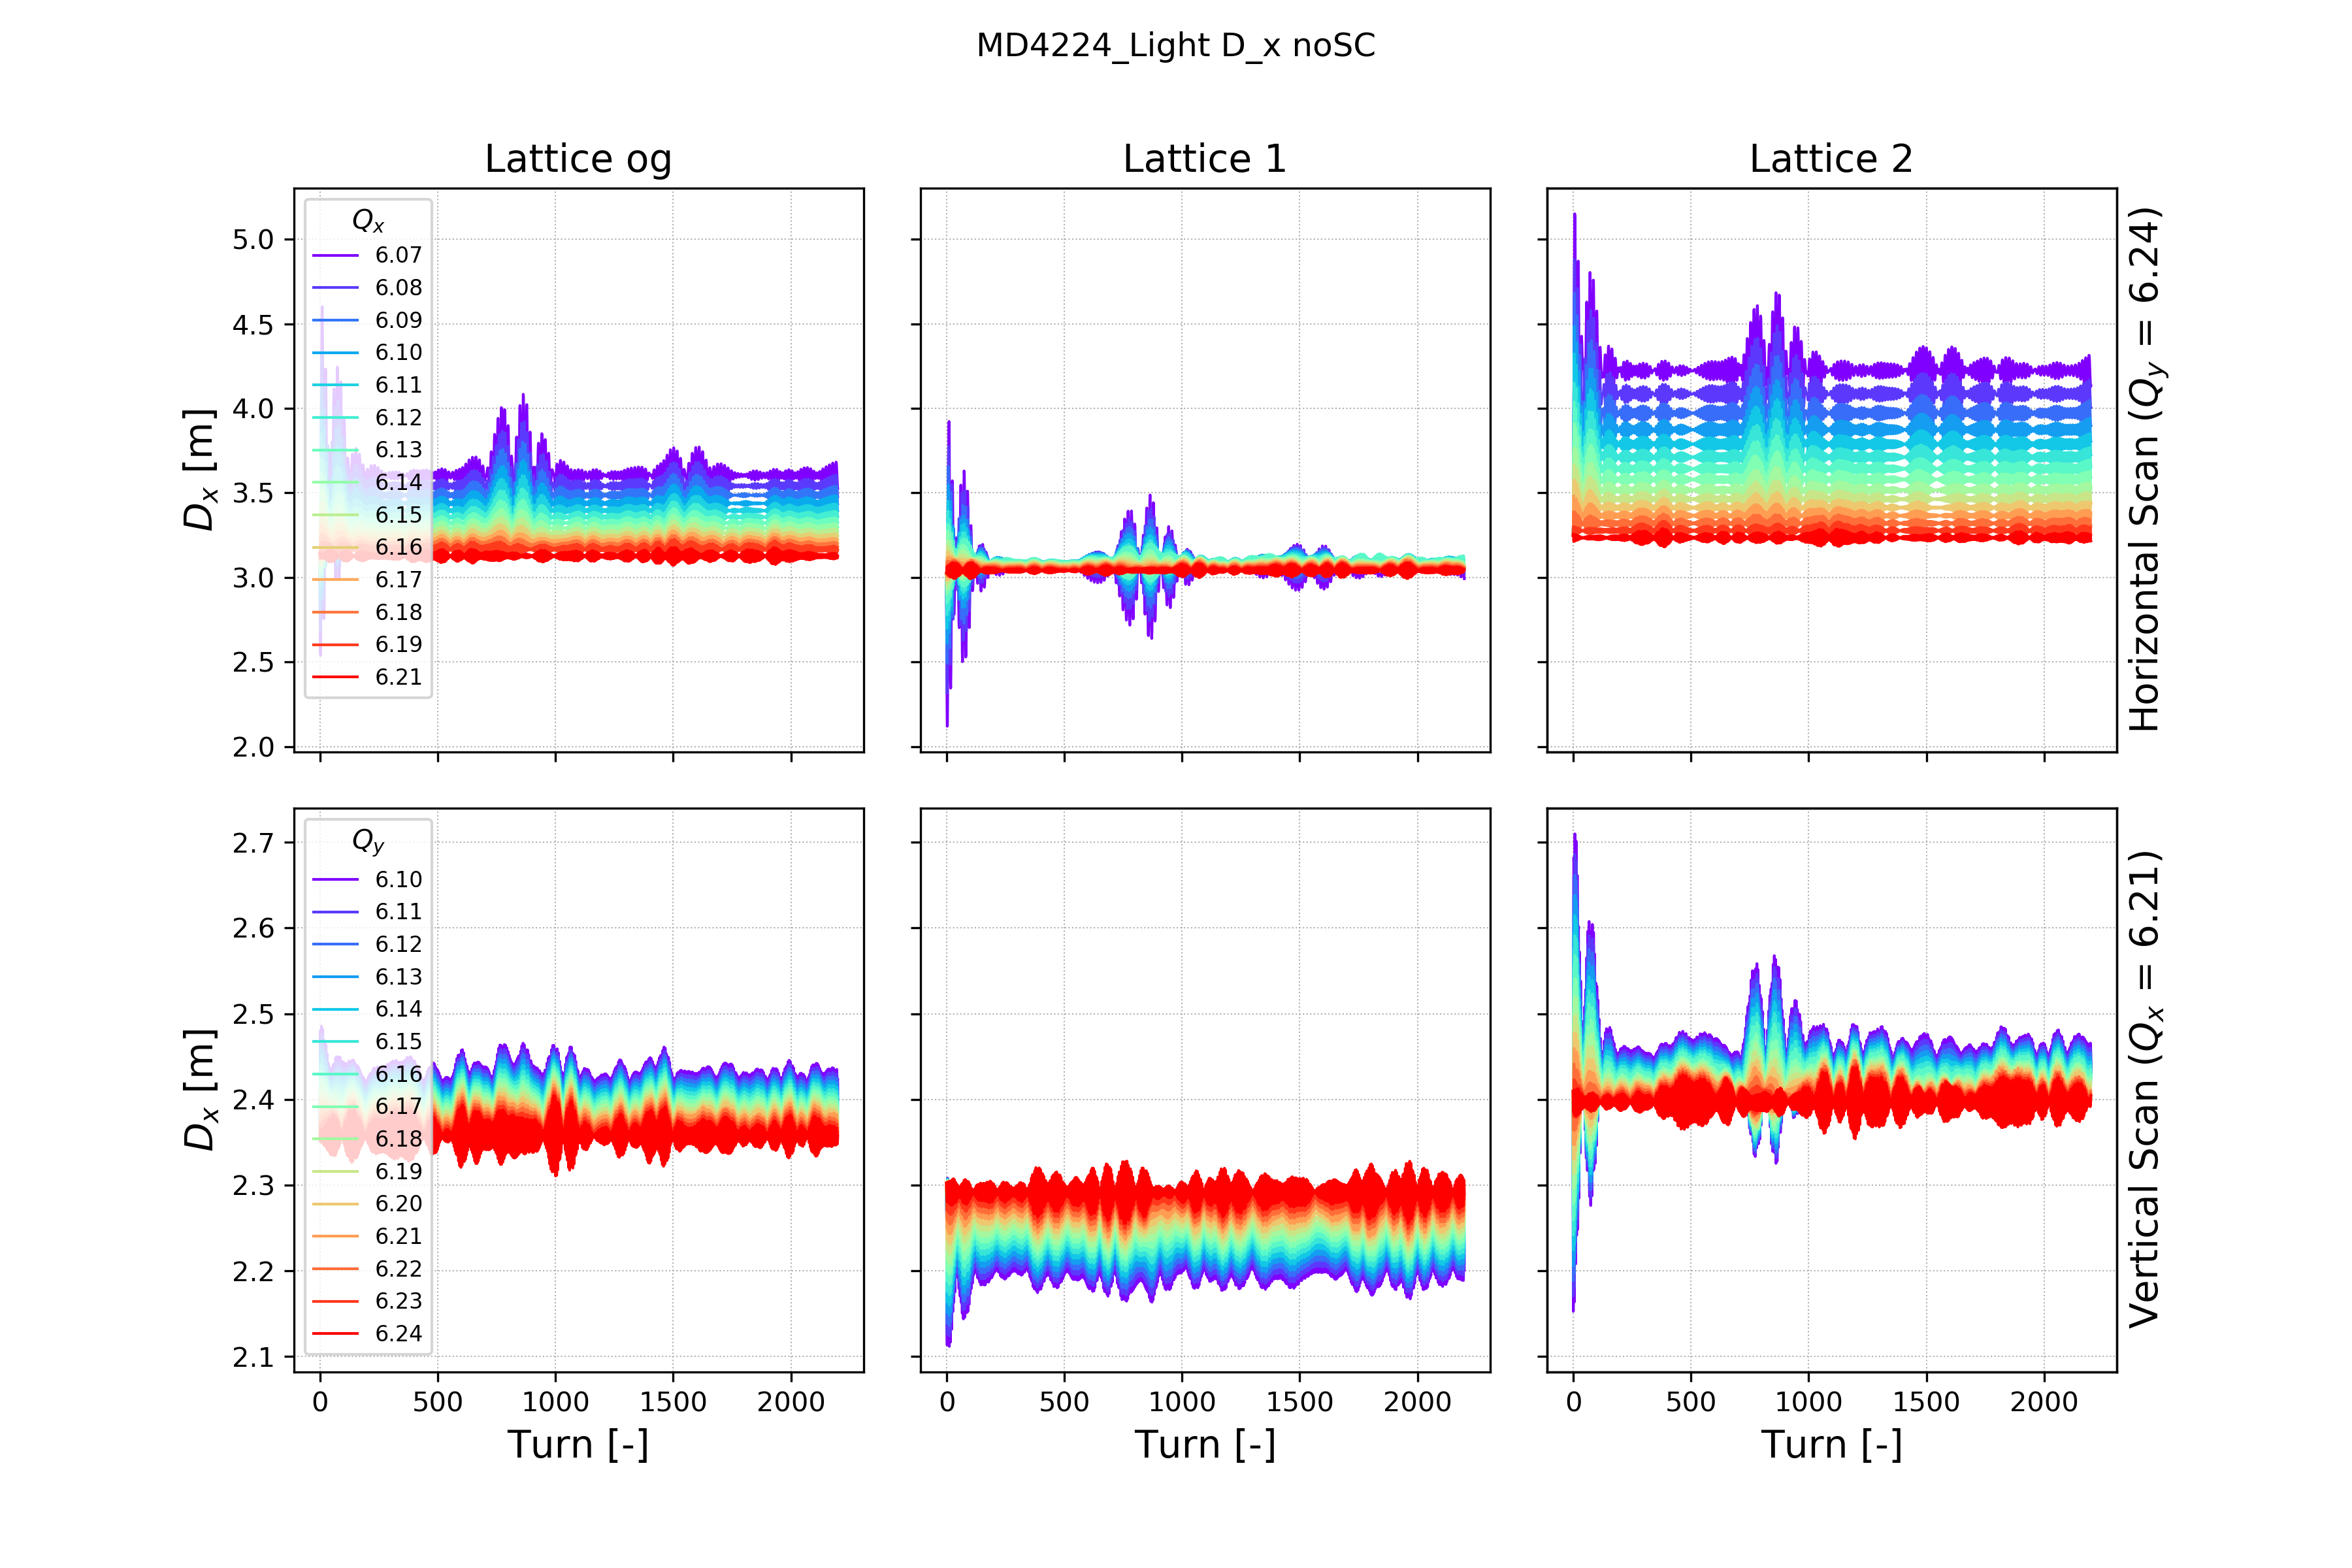 MD4224_Light D_x noSC
Lattice og
Lattice 1
Lattice 2
D_x [m]
5.0
4.5
4.0
3.5
3.0
2.5
2.0
Q_x
6.07
6.08
6.09
6.10
6.11
6.12
6.13
6.14
6.15
6.16
6.17
6.18
6.19
6.21
Horizontal Scan (Q_y = 6.24)
D_x [m]
2.7
2.6
2.5
2.4
2.3
2.2
2.1
Q_y
6.10
6.11
6.12
6.13
6.14
6.15
6.16
6.17
6.18
6.19
6.20
6.21
6.22
6.23
6.24
Vertical Scan (Q_x = 6.21)
0 500 1000 1500 2000
0 500 1000 1500 2000
0 500 1000 1500 2000
Turn [-]
Turn [-]
Turn [-]